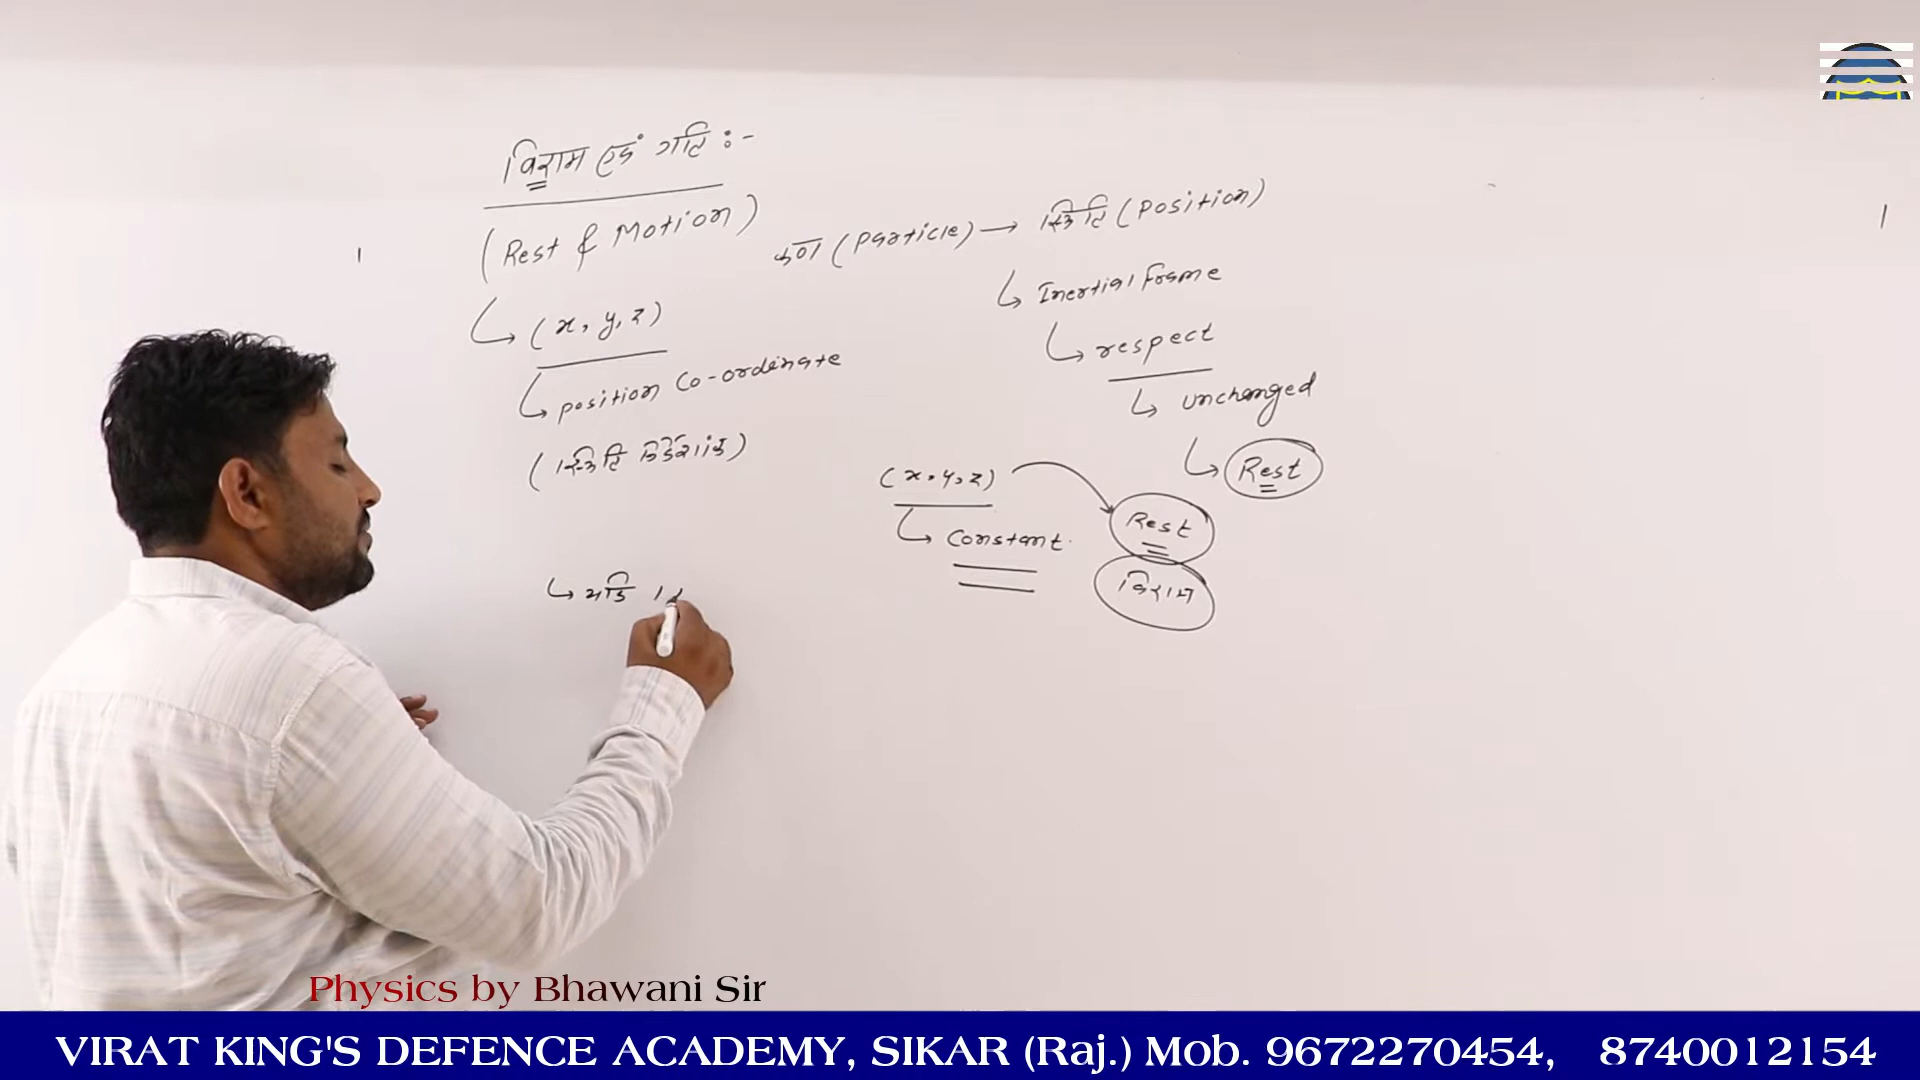 विराम एवं गति :-
(Rest & Motion)
(x, y, z)
position Co-ordinate
(स्थिति निर्देशांक)
यदि
कण (Particle) → स्थिति (Position)
Inertial frame
respect
unchanged
Rest
(x, y, z)
Constant.
Rest
विराम
Physics by Bhawani Sir
VIRAT KING'S DEFENCE ACADEMY, SIKAR (Raj.) Mob. 9672270454, 8740012154